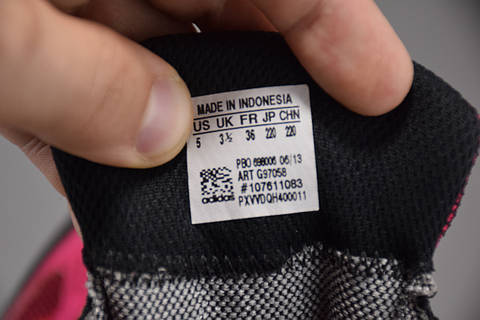 MADE IN INDONESIA
US UK FR JP CHN
5 3½ 36 220 220
PBO 698006 06/13
ART G97058
#107611083
adidas PXVVDQH400011